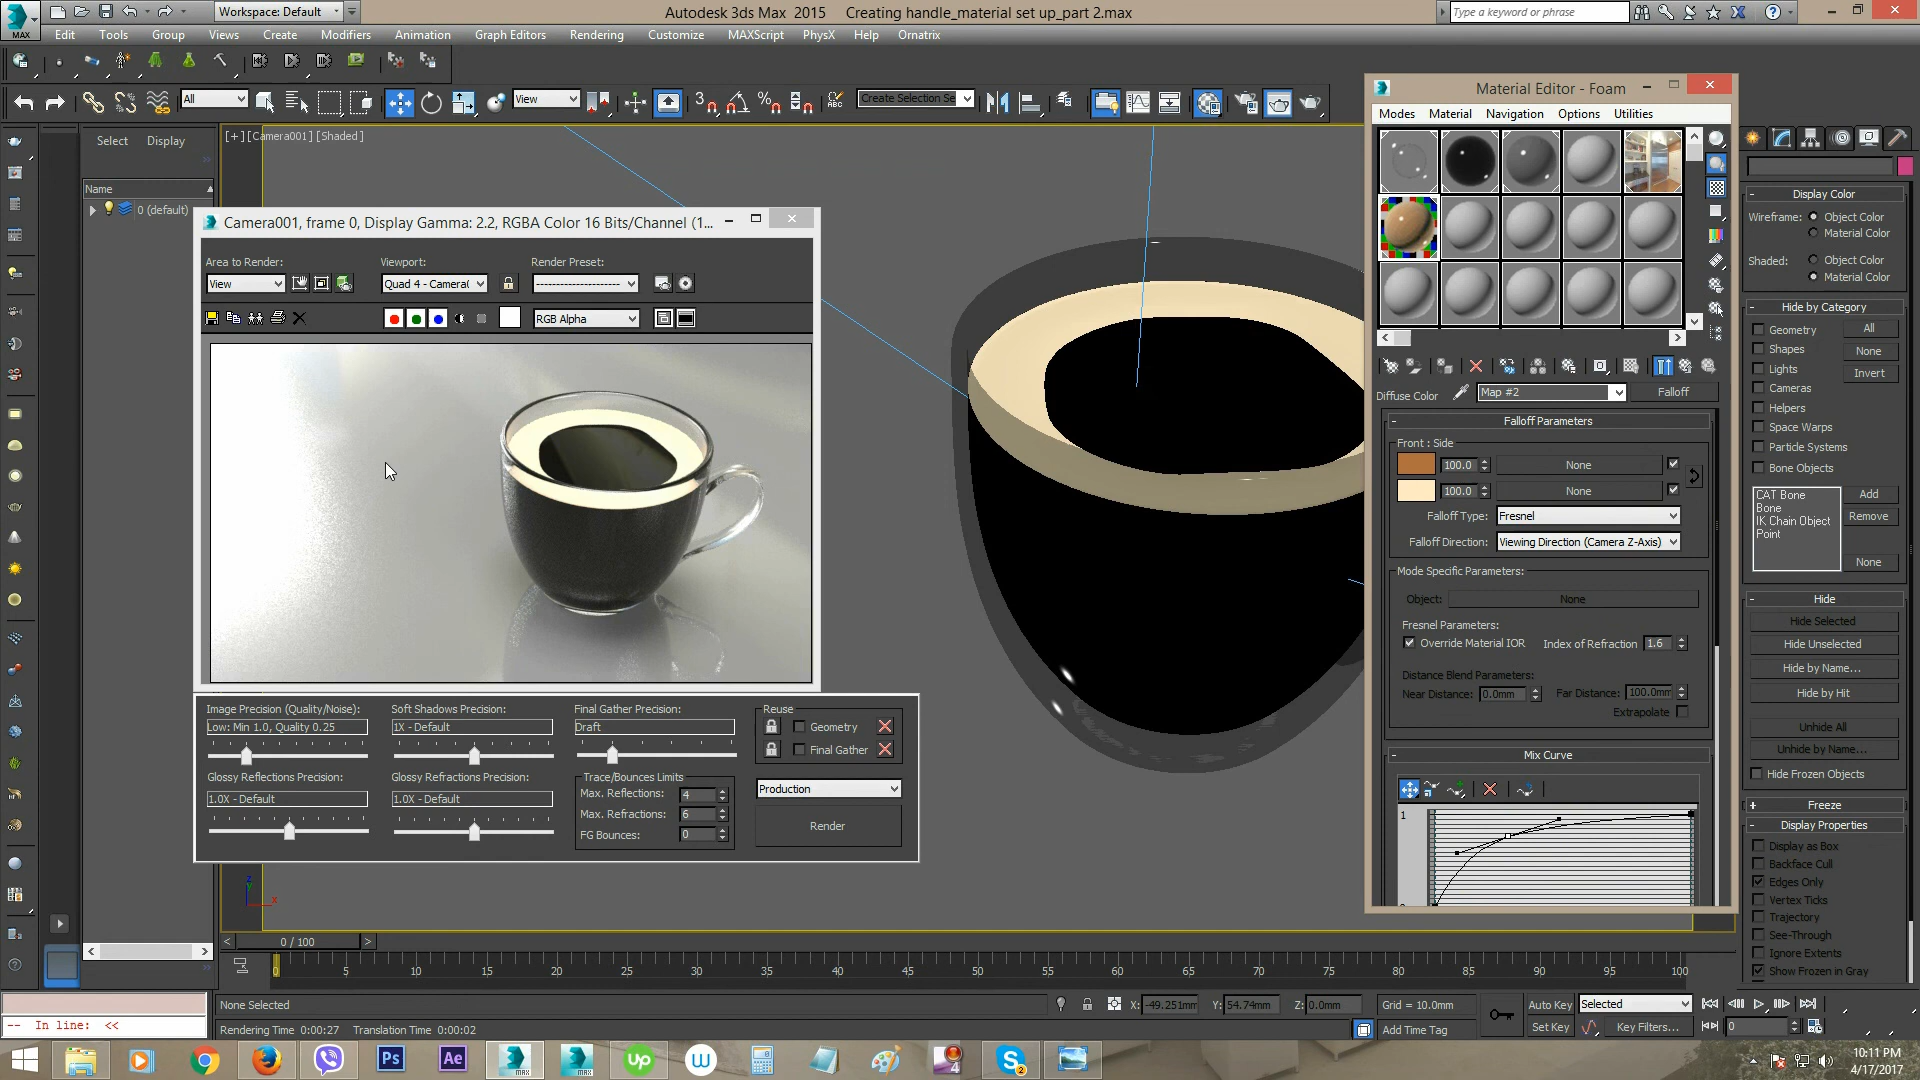 Workspace: Default
Autodesk 3ds Max 2015 Creating handle_material set up_part 2.max
Type a keyword or phrase
MAX
Edit Tools Group Views Create Modifiers Animation Graph Editors Rendering Customize MAXScript PhysX Help Ornatrix
All
View
3
Create Selection Se
ABC
[+] [Camera001] [Shaded]
Select Display
Name
0 (default)
Camera001, frame 0, Display Gamma: 2.2, RGBA Color 16 Bits/Channel (1...
Area to Render: Viewport: Render Preset:
View Quad 4 - Camera(
RGB Alpha
Image Precision (Quality/Noise): Soft Shadows Precision: Final Gather Precision: Reuse
Low: Min 1.0, Quality 0.25 1X - Default Draft Geometry
Final Gather
Glossy Reflections Precision: Glossy Refractions Precision: Trace/Bounces Limits
1.0X - Default 1.0X - Default Max. Reflections: 4 Production
Max. Refractions: 6
FG Bounces: 0
Render
Material Editor - Foam
Modes Material Navigation Options Utilities
Diffuse Color Map #2 Falloff
Falloff Parameters
Front : Side
100.0 None
100.0 None
Falloff Type: Fresnel
Falloff Direction: Viewing Direction (Camera Z-Axis)
Mode Specific Parameters:
Object: None
Fresnel Parameters:
Override Material IOR Index of Refraction 1.6
Distance Blend Parameters:
Near Distance: 0.0mm Far Distance: 100.0mm
Extrapolate
Mix Curve
1
Display Color
Wireframe: Object Color
Material Color
Shaded: Object Color
Material Color
Hide by Category
Geometry All
Shapes None
Lights Invert
Cameras
Helpers
Space Warps
Particle Systems
Bone Objects
CAT Bone Add
Bone
IK Chain Object Remove
Point
None
Hide
Hide Selected
Hide Unselected
Hide by Name...
Hide by Hit
Unhide All
Unhide by Name...
Hide Frozen Objects
Freeze
Display Properties
Display as Box
Backface Cull
Edges Only
Vertex Ticks
Trajectory
See-Through
Ignore Extents
Show Frozen in Gray
z
x
0 / 100
0 5 10 15 20 25 30 35 40 45 50 55 60 65 70 75 80 85 90 95 100
None Selected X: -49.251mm Y: 54.74mm Z: 0.0mm Grid = 10.0mm Auto Key Selected
-- In line: <<
Rendering Time 0:00:27 Translation Time 0:00:02 Add Time Tag Set Key Key Filters... 0
Ps Ae MAX MAX up W 4 S 2
10:11 PM
4/17/2017